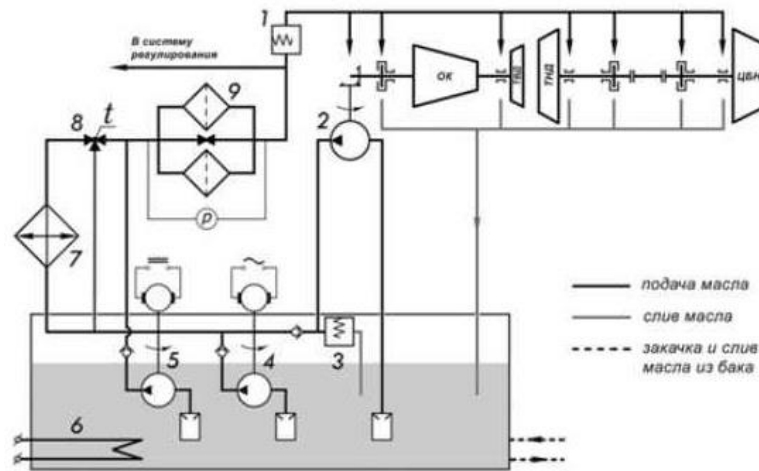 1
В систему
регулирования
ОК
ТВД
ТНД
ЦБН
9
2
8
t
p
7
подача масла
слив масла
3
закачка и слив
масла из бака
5
4
6